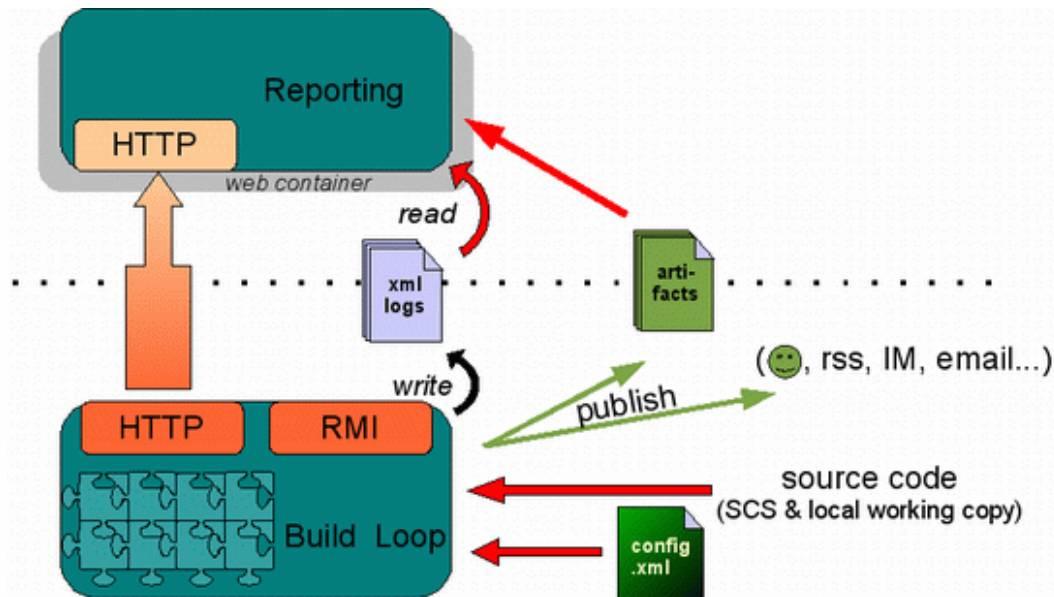 Reporting
HTTP
web container
read
xml
logs
arti-
facts
(, rss, IM, email...)
write
publish
HTTP
RMI
source code
(SCS & local working copy)
Build Loop
config
.xml